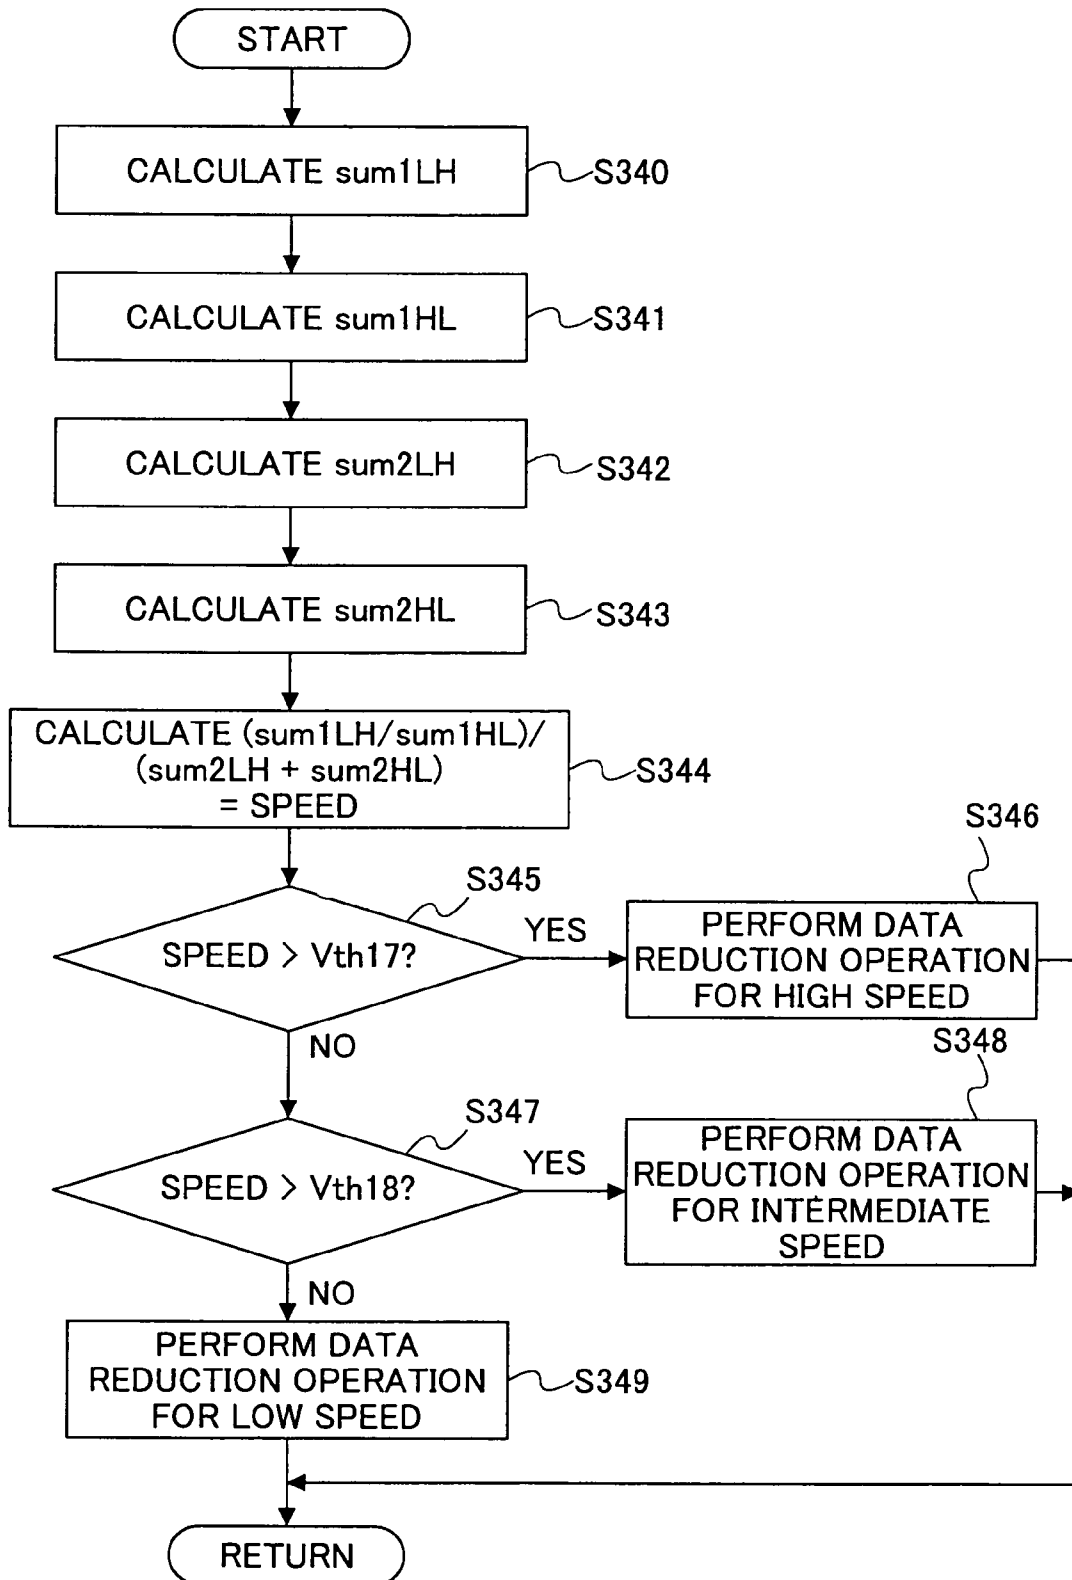 START
CALCULATE sum1LH
S340
CALCULATE sum1HL
S341
CALCULATE sum2LH
S342
CALCULATE sum2HL
S343
CALCULATE (sum1LH/sum1HL)/
(sum2LH + sum2HL)
= SPEED
S344
S345
SPEED > Vth17?
YES
S346
PERFORM DATA
REDUCTION OPERATION
FOR HIGH SPEED
NO
S347
SPEED > Vth18?
YES
S348
PERFORM DATA
REDUCTION OPERATION
FOR INTERMEDIATE
SPEED
NO
PERFORM DATA
REDUCTION OPERATION
FOR LOW SPEED
S349
RETURN